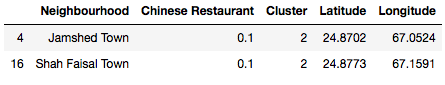 Neighbourhood Chinese Restaurant Cluster Latitude Longitude
4 Jamshed Town 0.1 2 24.8702 67.0524
16 Shah Faisal Town 0.1 2 24.8773 67.1591